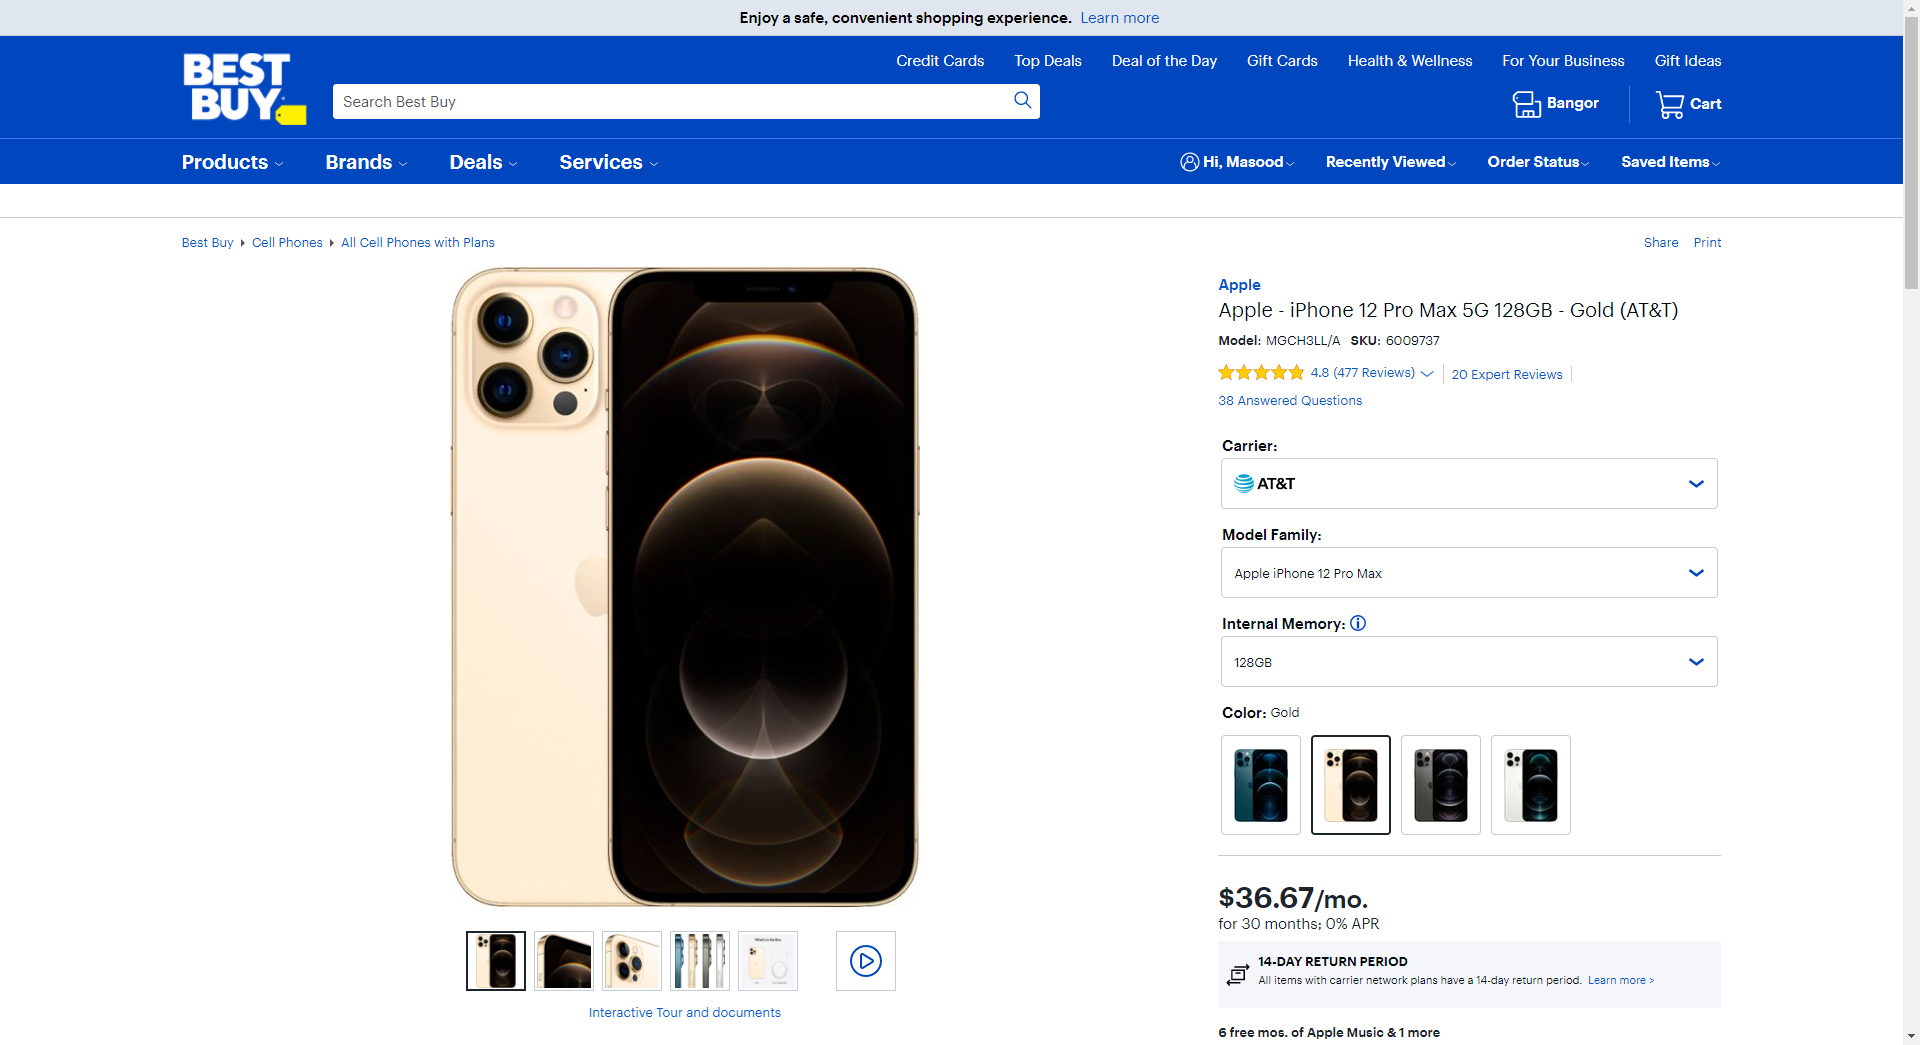 Enjoy a safe, convenient shopping experience. Learn more
Credit Cards Top Deals Deal of the Day Gift Cards Health & Wellness For Your Business Gift Ideas
BEST
BUY
Search Best Buy
Bangor Cart
Products Brands Deals Services Hi, Masood Recently Viewed Order Status Saved Items
Best Buy Cell Phones All Cell Phones with Plans Share Print
Apple
Apple - iPhone 12 Pro Max 5G 128GB - Gold (AT&T)
Model: MGCH3LL/A SKU: 6009737
4.8 (477 Reviews) 20 Expert Reviews
38 Answered Questions
Carrier:
AT&T
Model Family:
Apple iPhone 12 Pro Max
Internal Memory:
128GB
Color: Gold
$36.67/mo.
for 30 months; 0% APR
14-DAY RETURN PERIOD
All items with carrier network plans have a 14-day return period. Learn more >
Interactive Tour and documents
6 free mos. of Apple Music & 1 more